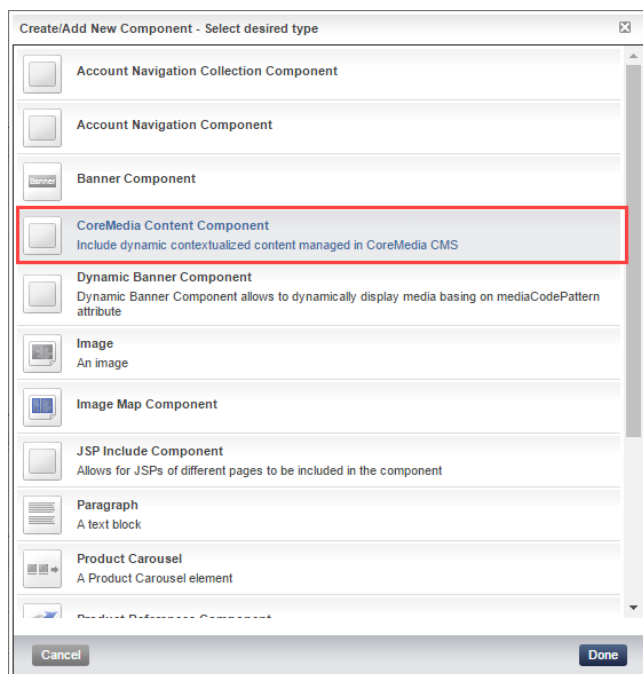 Create/Add New Component - Select desired type
Account Navigation Collection Component
Account Navigation Component
Banner
Banner Component
CoreMedia Content Component
Include dynamic contextualized content managed in CoreMedia CMS
Dynamic Banner Component
Dynamic Banner Component allows to dynamically display media basing on mediaCodePattern
attribute
Image
An image
Image Map Component
JSP Include Component
Allows for JSPs of different pages to be included in the component
Paragraph
A text block
Product Carousel
A Product Carousel element
Product References Component
Cancel
Done